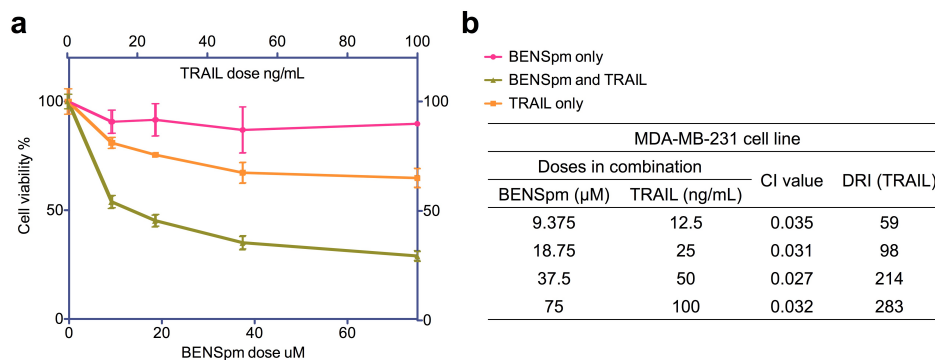 a
0 20 40 60 80 100
TRAIL dose ng/mL
100 100
50 50
0 0
Cell viability %
0 20 40 60
BENSpm dose uM
b
BENSpm only
BENSpm and TRAIL
TRAIL only
MDA-MB-231 cell line
Doses in combination CI value DRI (TRAIL)
BENSpm (µM) TRAIL (ng/mL)
9.375 12.5 0.035 59
18.75 25 0.031 98
37.5 50 0.027 214
75 100 0.032 283